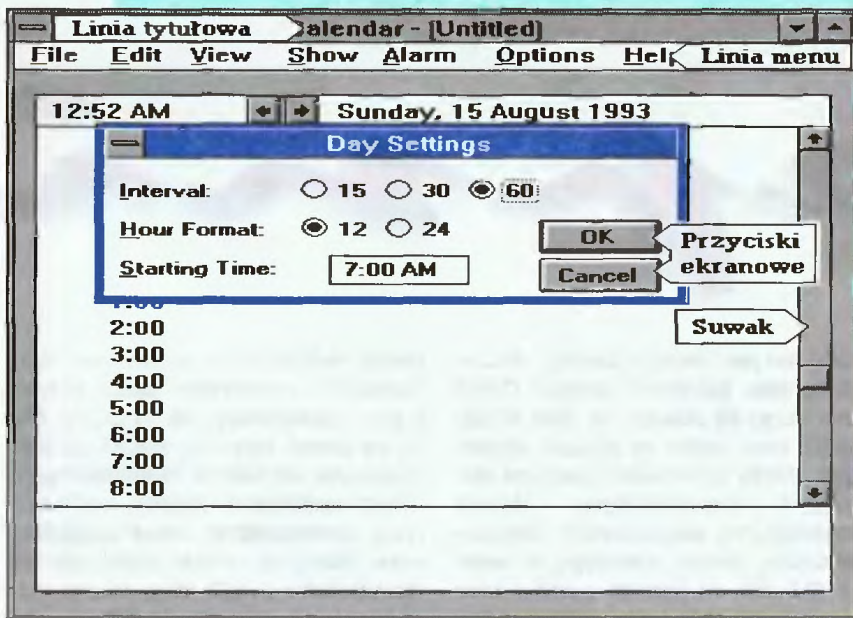 Linia tytułowa
alendar - [Untitled]
File Edit View Show Alarm Options Hel
Linia menu
12:52 AM Sunday, 15 August 1993
Day Settings
Interval: 15 30 60
Hour Format: 12 24
Starting Time: 7:00 AM
OK
Cancel
Przyciski
ekranowe
Suwak
2:00
3:00
4:00
5:00
6:00
7:00
8:00